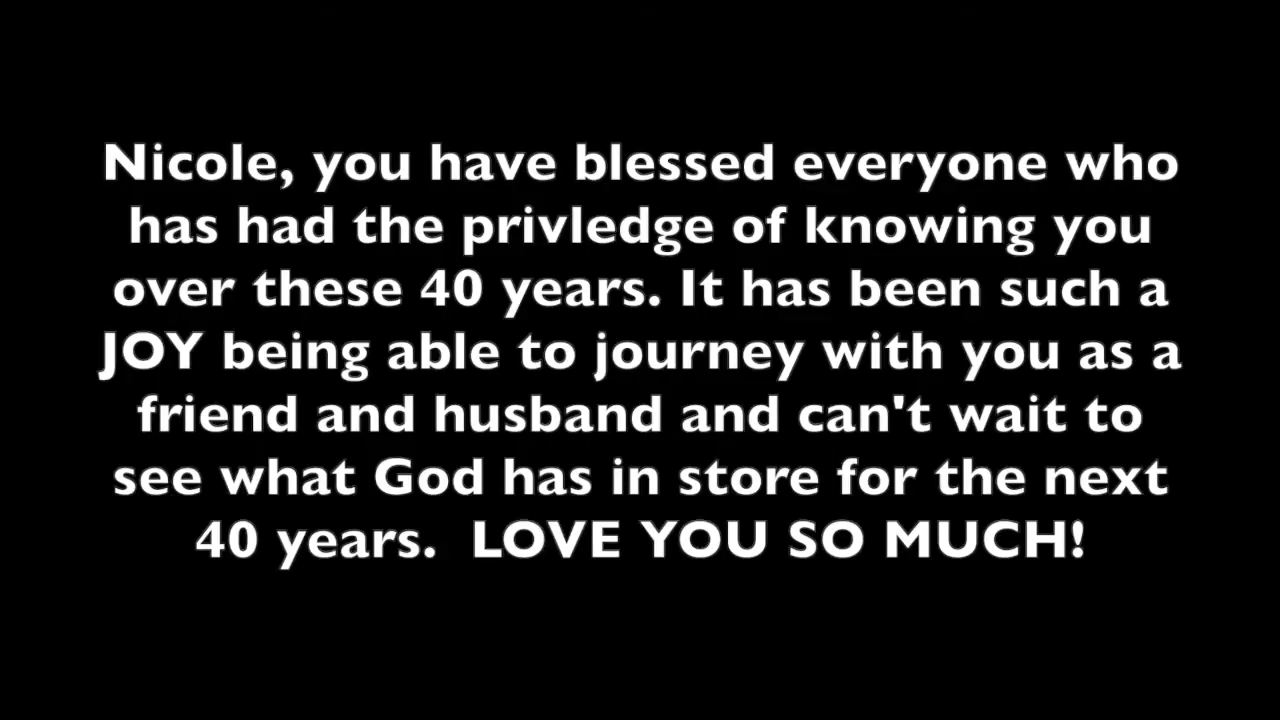 Nicole, you have blessed everyone who
has had the privledge of knowing you
over these 40 years. It has been such a
JOY being able to journey with you as a
friend and husband and can't wait to
see what God has in store for the next
40 years.  LOVE YOU SO MUCH!